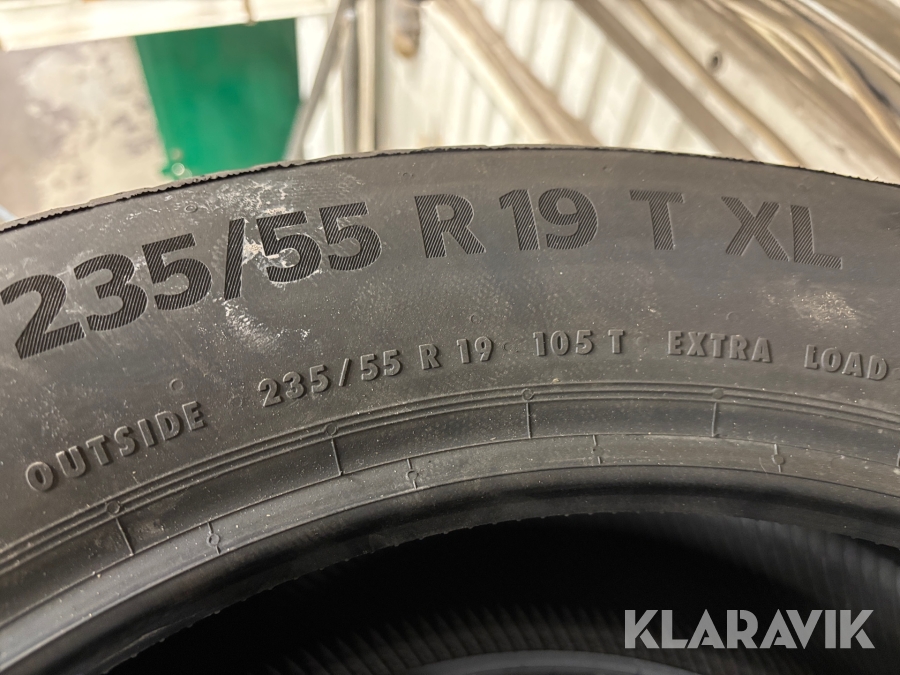 235/55 R 19 T XL
OUTSIDE 235/55 R 19 105 T EXTRA LOAD
KLARAVIK